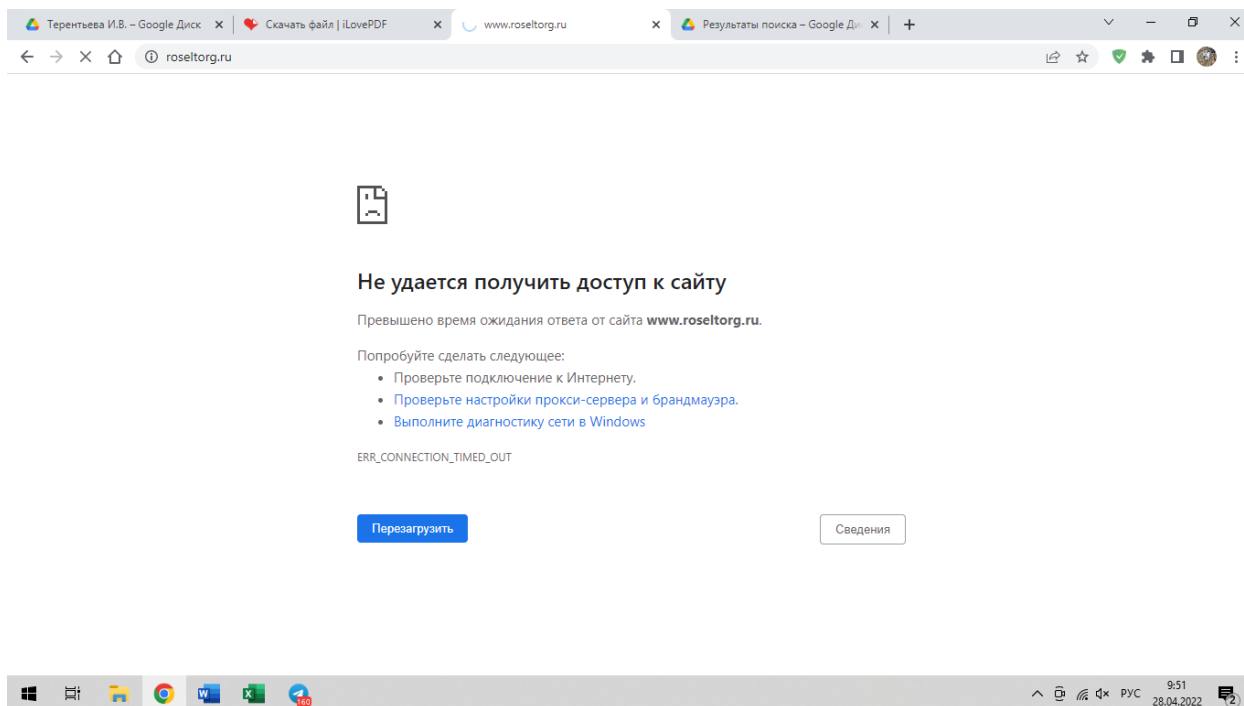 Терентьева И.В. – Google Диск
Скачать файл | iLovePDF
www.roseltorg.ru
Результаты поиска – Google Ди
roseltorg.ru
Не удается получить доступ к сайту
Превышено время ожидания ответа от сайта www.roseltorg.ru.
Попробуйте сделать следующее:
• Проверьте подключение к Интернету.
• Проверьте настройки прокси-сервера и брандмауэра.
• Выполните диагностику сети в Windows
ERR_CONNECTION_TIMED_OUT
Перезагрузить
Сведения
160
РУС
9:51
28.04.2022
2